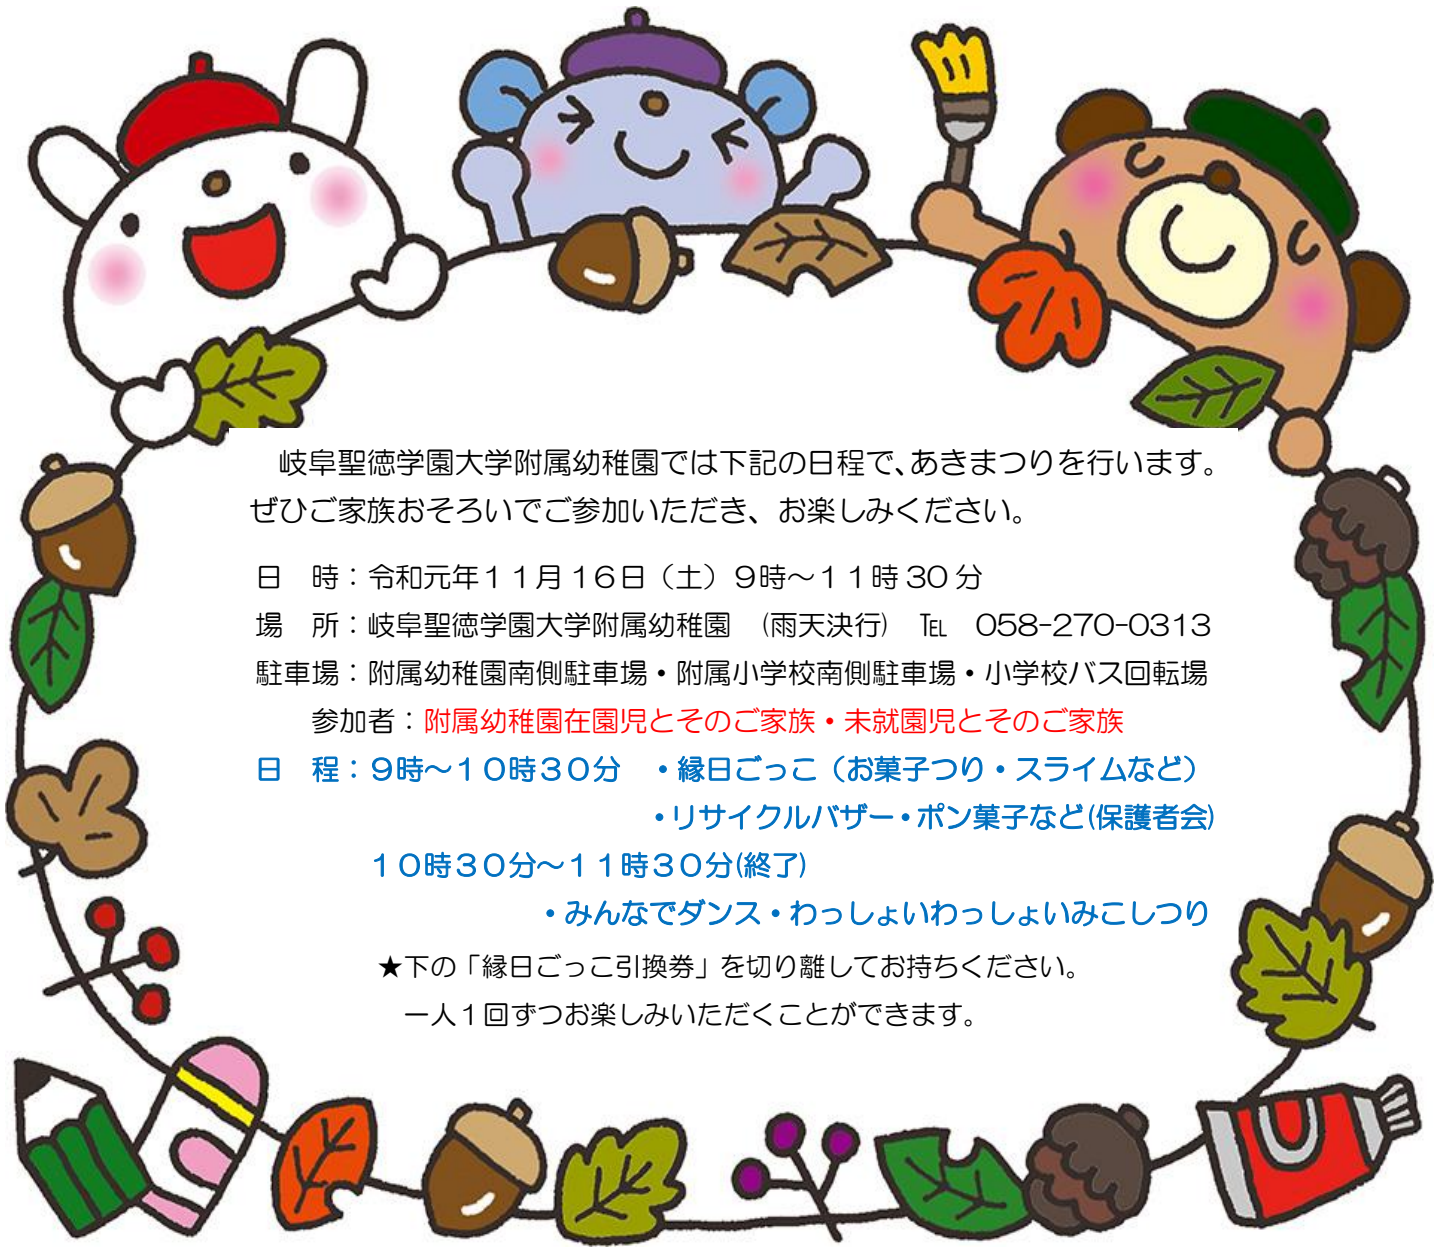 岐阜聖徳学園大学附属幼稚園では下記の日程で、あきまつりを行います。
ぜひご家族おそろいでご参加いただき、お楽しみください。
日　時：令和元年１１月16日（土）９時～１１時30分
場　所：岐阜聖徳学園大学附属幼稚園　(雨天決行)　℡　058-270-0313
駐車場：附属幼稚園南側駐車場・附属小学校南側駐車場・小学校バス回転場
参加者：附属幼稚園在園児とそのご家族・未就園児とそのご家族
日　程：９時～１０時３０分　・縁日ごっこ（お菓子つり・スライムなど）
・リサイクルバザー・ポン菓子など(保護者会)
１０時３０分～１１時３０分(終了)
・みんなでダンス・わっしょいわっしょいみこしつり
★下の「縁日ごっこ引換券」を切り離してお持ちください。
一人１回ずつお楽しみいただくことができます。